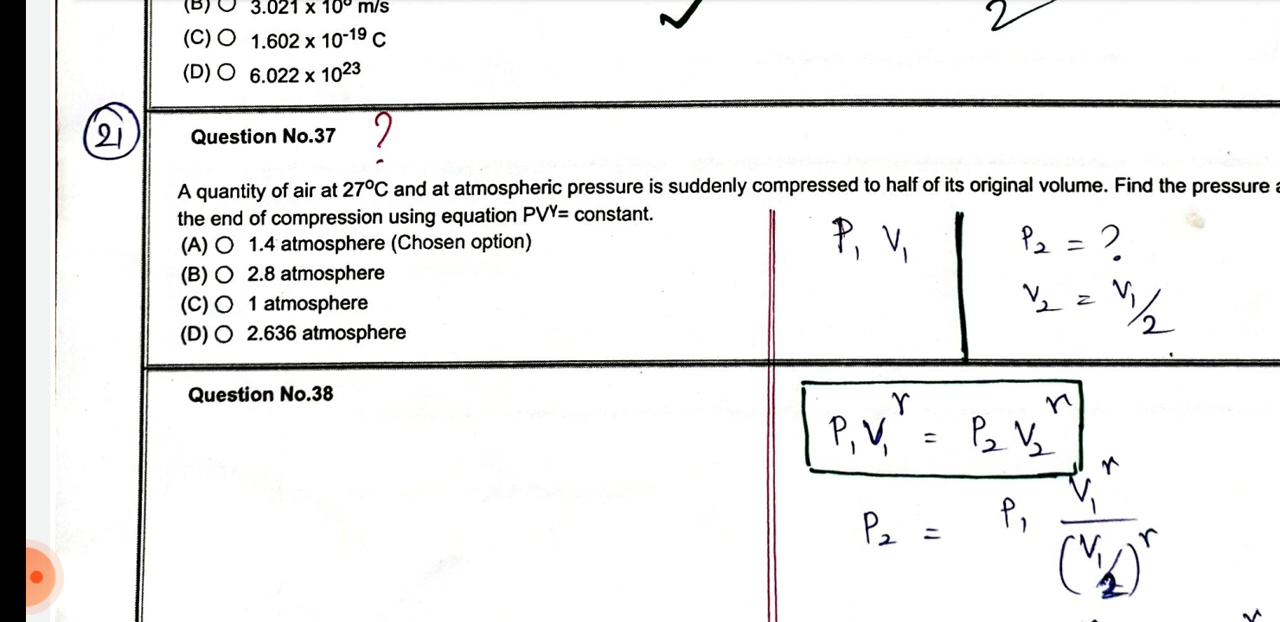 (B) O 3.021 x 10⁸ m/s
(C) O 1.602 x 10⁻¹⁹ C
2
(D) O 6.022 x 10²³
21
Question No.37 ?
A quantity of air at 27⁰C and at atmospheric pressure is suddenly compressed to half of its original volume. Find the pressure
the end of compression using equation PVᵞ= constant.
(A) O 1.4 atmosphere (Chosen option)
(B) O 2.8 atmosphere
(C) O 1 atmosphere
(D) O 2.636 atmosphere
P₁ V₁
P₂ = ?
V₂ = V₁/2
Question No.38
P₁V₁ʳ = P₂V₂ʳ
P₂ = P₁ V₁ʳ/(V₁/2)ʳ